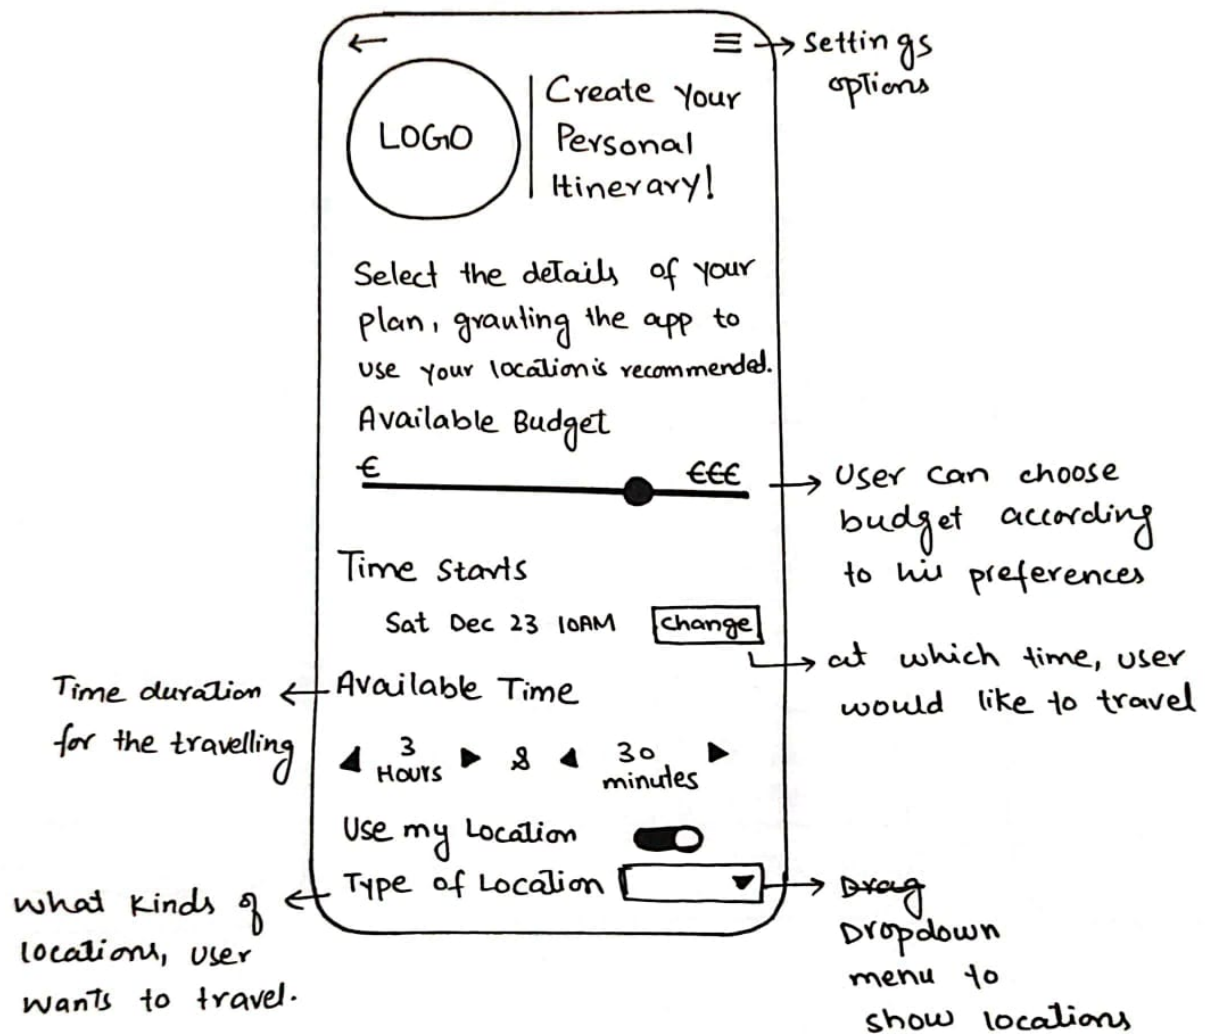 ←
≡ → Settings
options
LOGO
Create Your
Personal
Itinerary!
Select the details of your
plan, granting the app to
use your location is recommended.
Available Budget
€
€€€
→ User can choose
budget according
to his preferences
Time Starts
Sat Dec 23 10AM
change
→ at which time, user
would like to travel
Available Time
Time duration ←
for the travelling
◀ 3 ▶ & ◀ 30 ▶
Hours
minutes
Use my Location
Type of Location ▼
What kinds of ←
locations, user
wants to travel.
→ Drag
Dropdown
menu to
show locations